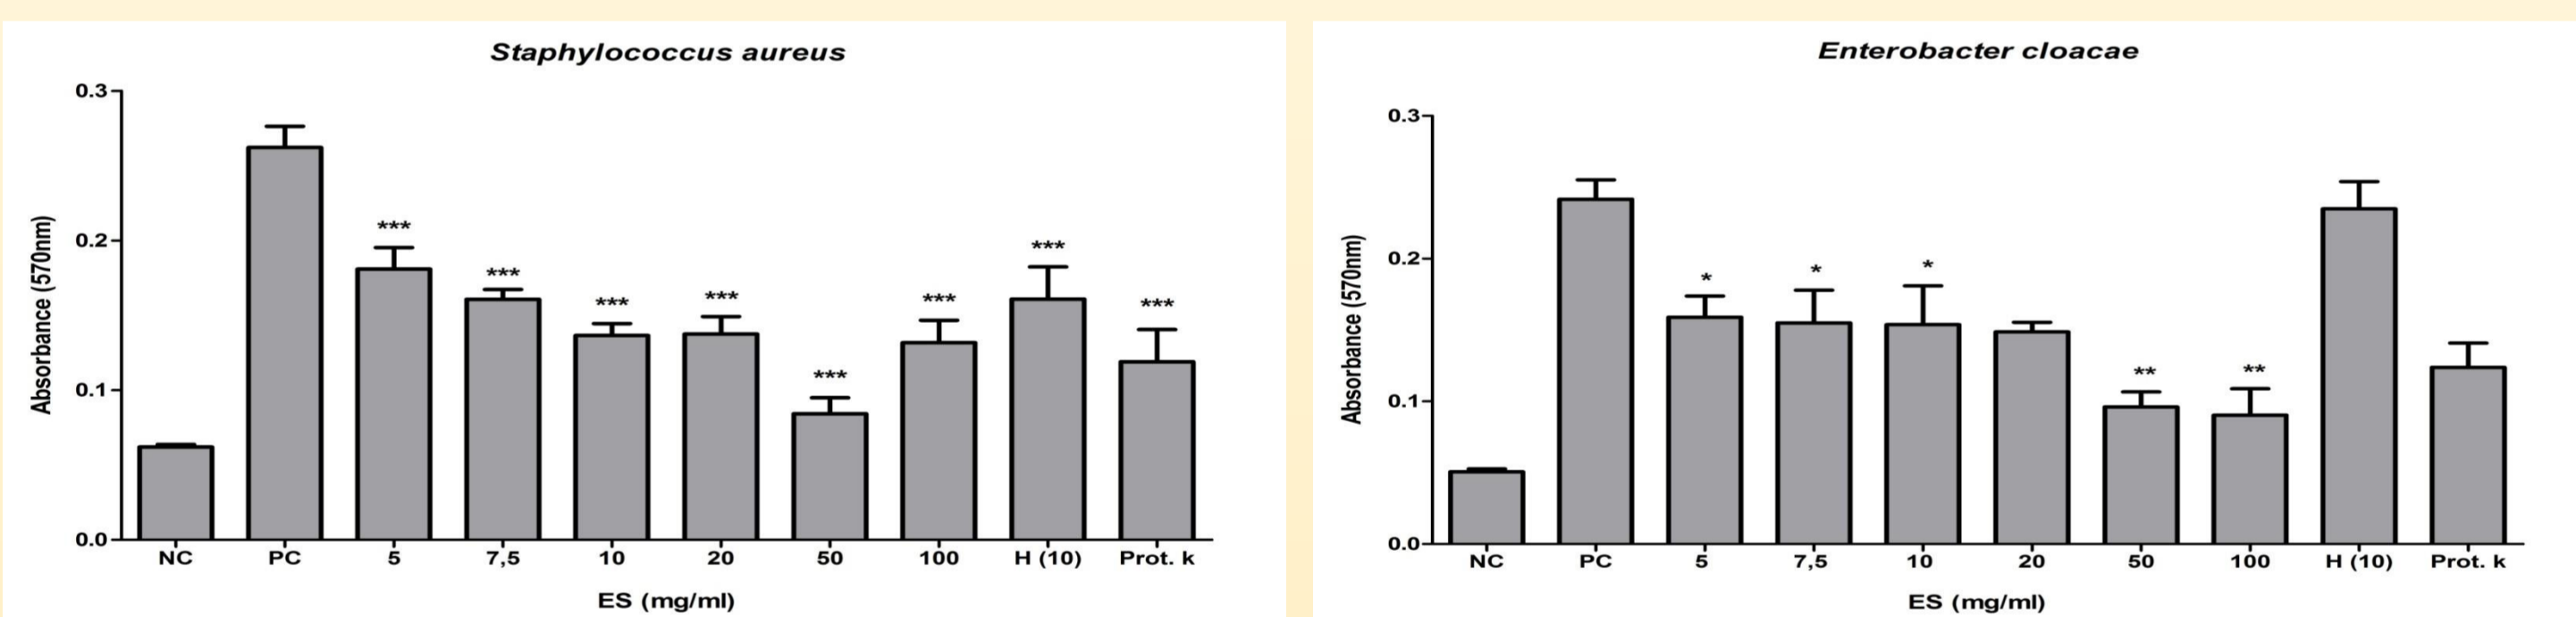 Staphylococcus aureus
Absorbance (570nm)
0.3
0.2
0.1
0.0
***
***
***
***
***
***
***
***
NC PC 5 7,5 10 20 50 100 H (10) Prot. k
ES (mg/ml)
Enterobacter cloacae
Absorbance (570nm)
0.3
0.2
0.1
0.0
*
*
*
**
**
NC PC 5 7,5 10 20 50 100 H (10) Prot. k
ES (mg/ml)